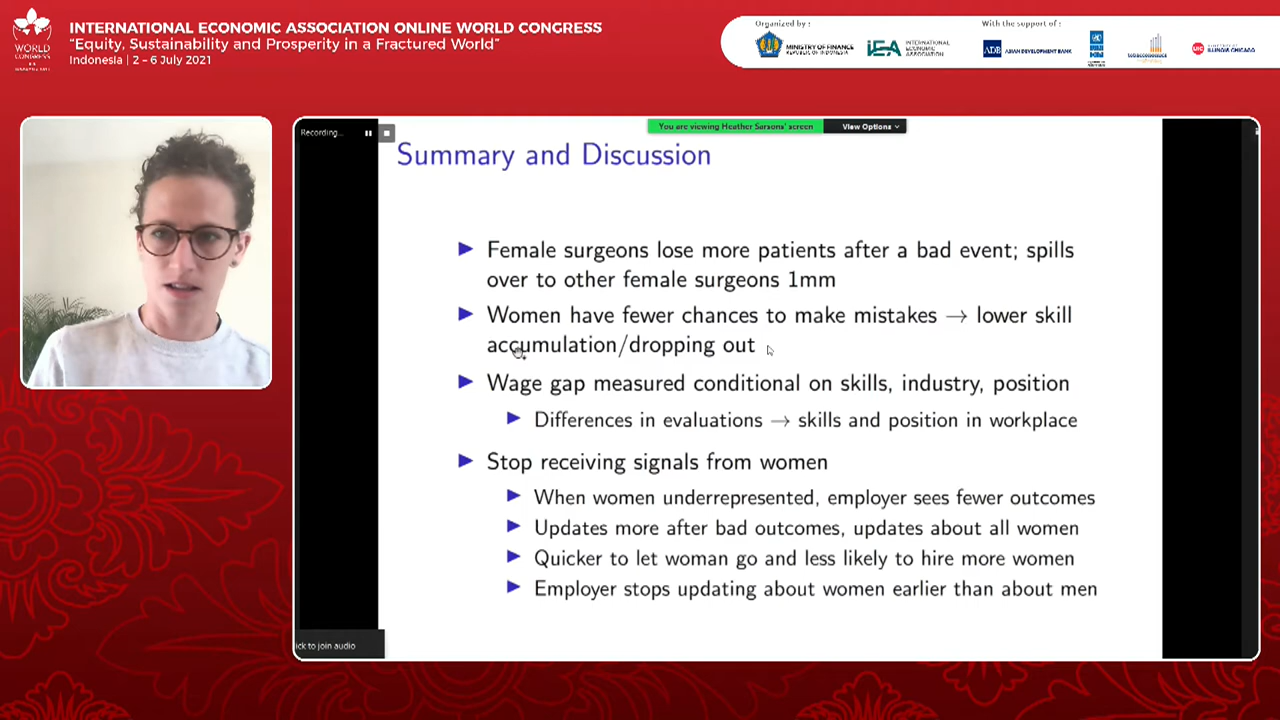 INTERNATIONAL ECONOMIC ASSOCIATION ONLINE WORLD CONGRESS
"Equity, Sustainability and Prosperity in a Fractured World"
Indonesia | 2 - 6 July 2021
WORLD
CONGRESS
Organized by :
MINISTRY OF FINANCE
REPUBLIC OF INDONESIA
iEA
INTERNATIONAL
ECONOMIC
ASSOCIATION
With the support of :
ADB
ASIAN DEVELOPMENT BANK
UIC
ILLINOIS CHICAGO
Recording...
You are viewing Heather Sarsons' screen
View Options
Summary and Discussion
Female surgeons lose more patients after a bad event; spills
over to other female surgeons 1mm
Women have fewer chances to make mistakes → lower skill
accumulation/dropping out
Wage gap measured conditional on skills, industry, position
Differences in evaluations → skills and position in workplace
Stop receiving signals from women
When women underrepresented, employer sees fewer outcomes
Updates more after bad outcomes, updates about all women
Quicker to let woman go and less likely to hire more women
Employer stops updating about women earlier than about men
ick to join audio